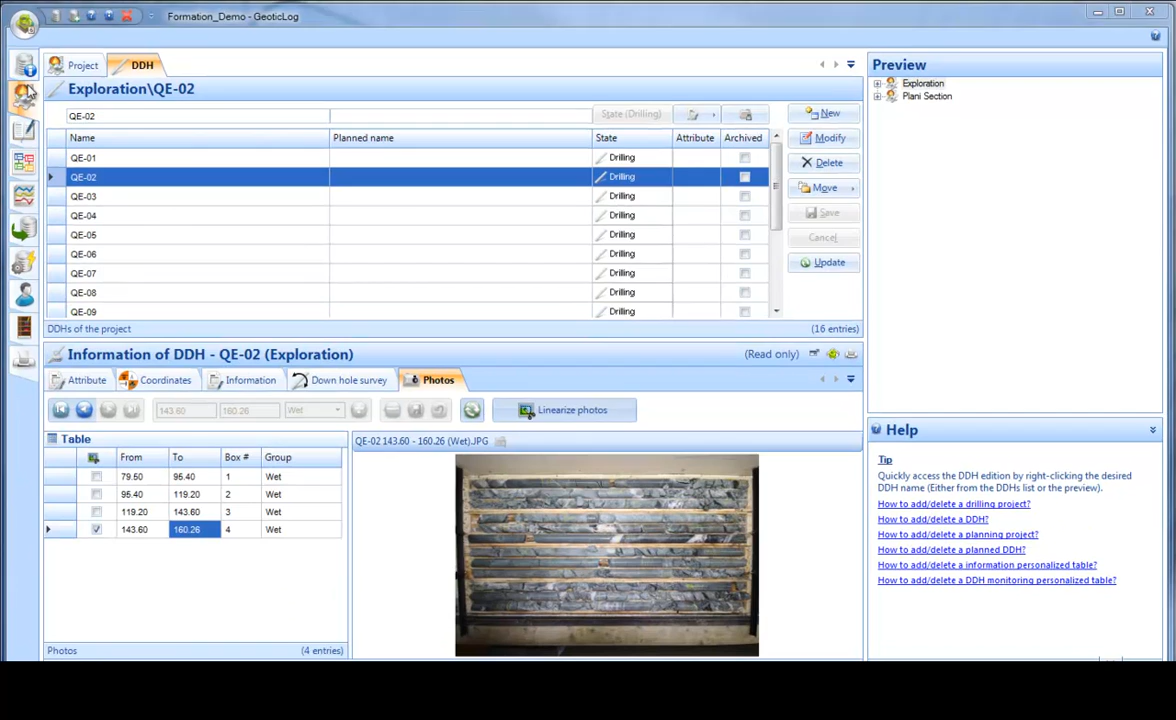 Formation_Demo - GeoticLog
Project
DDH
Exploration\QE-02
QE-02
State (Drilling)
Name Planned name State Attribute Archived
QE-01 Drilling
QE-02 Drilling
QE-03 Drilling
QE-04 Drilling
QE-05 Drilling
QE-06 Drilling
QE-07 Drilling
QE-08 Drilling
QE-09 Drilling
DDHs of the project (16 entries)
New
Modify
Delete
Move
Save
Cancel
Update
Information of DDH - QE-02 (Exploration) (Read only)
Attribute Coordinates Information Down hole survey Photos
143.60 160.26 Wet Linearize photos
Table
From To Box # Group
79.50 95.40 1 Wet
95.40 119.20 2 Wet
119.20 143.60 3 Wet
143.60 160.26 4 Wet
Photos (4 entries)
QE-02 143.60 - 160.26 (Wet).JPG
Preview
Exploration
Plani Section
Help
Tip
Quickly access the DDH edition by right-clicking the desired
DDH name (Either from the DDHs list or the preview).
How to add/delete a drilling project?
How to add/delete a DDH?
How to add/delete a planning project?
How to add/delete a planned DDH?
How to add/delete a information personalized table?
How to add/delete a DDH monitoring personalized table?